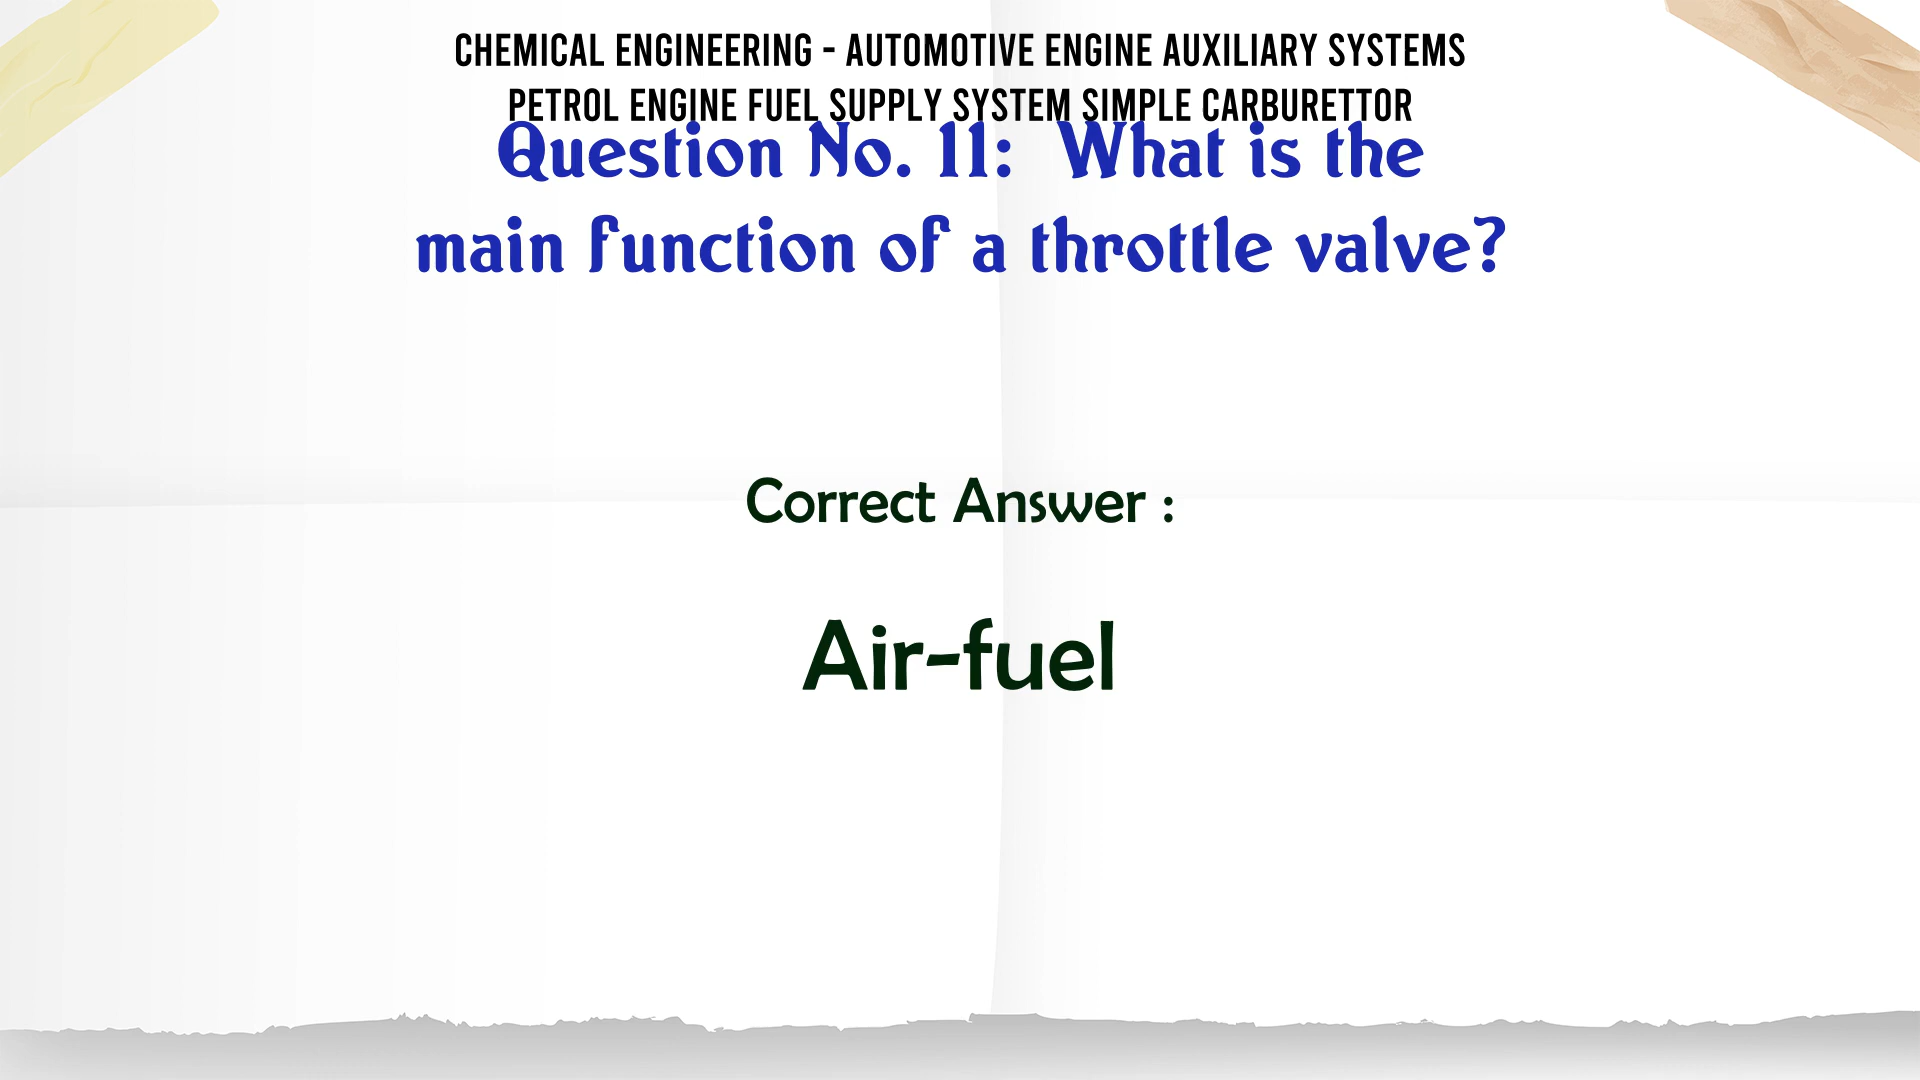 CHEMICAL ENGINEERING - AUTOMOTIVE ENGINE AUXILIARY SYSTEMS
PETROL ENGINE FUEL SUPPLY SYSTEM SIMPLE CARBURETTOR
Question No. 11: What is the
main function of a throttle valve?
Correct Answer :
Air-fuel